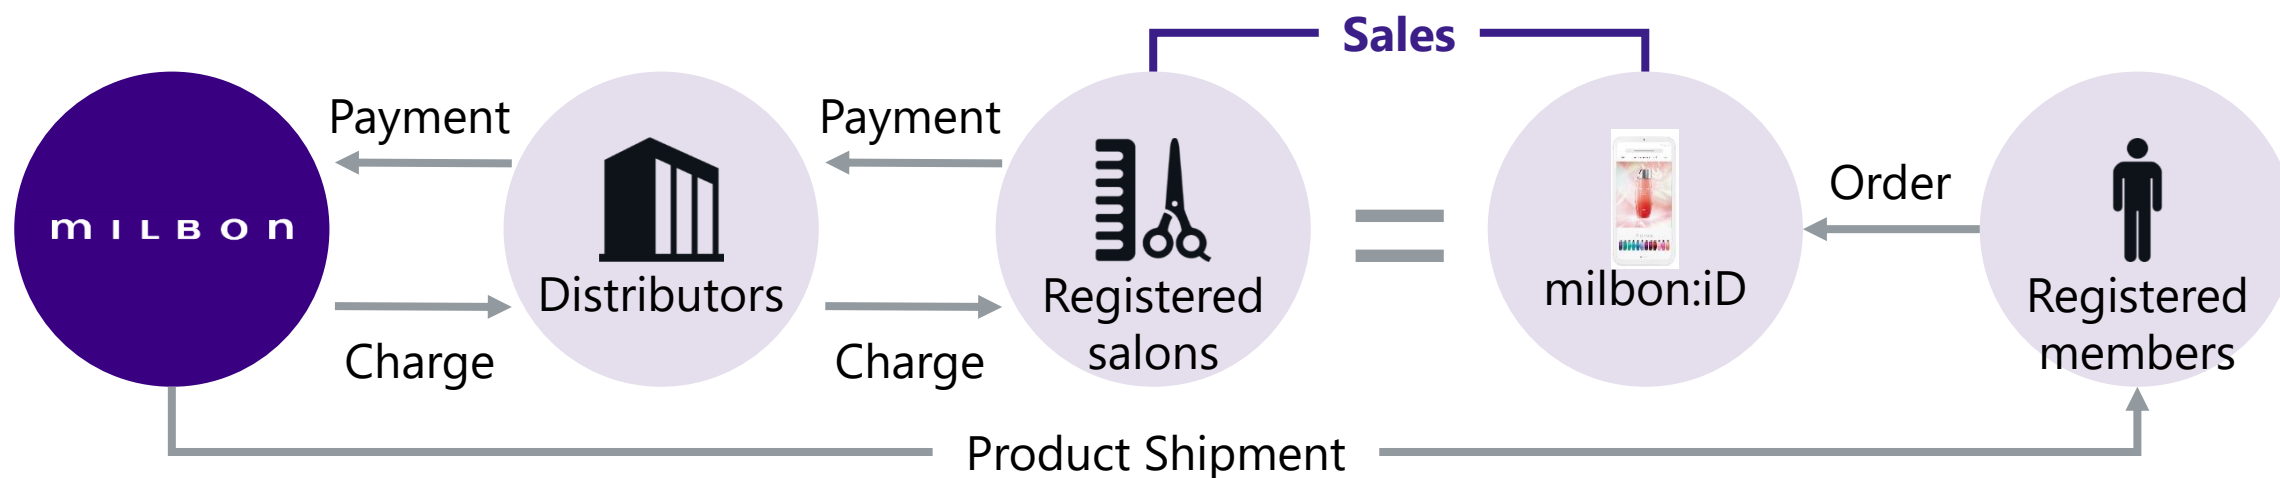 Sales
Payment
Payment
Order
mILBOn
Distributors
Registered
salons
milbon:iD
Registered
members
Charge
Charge
Product Shipment